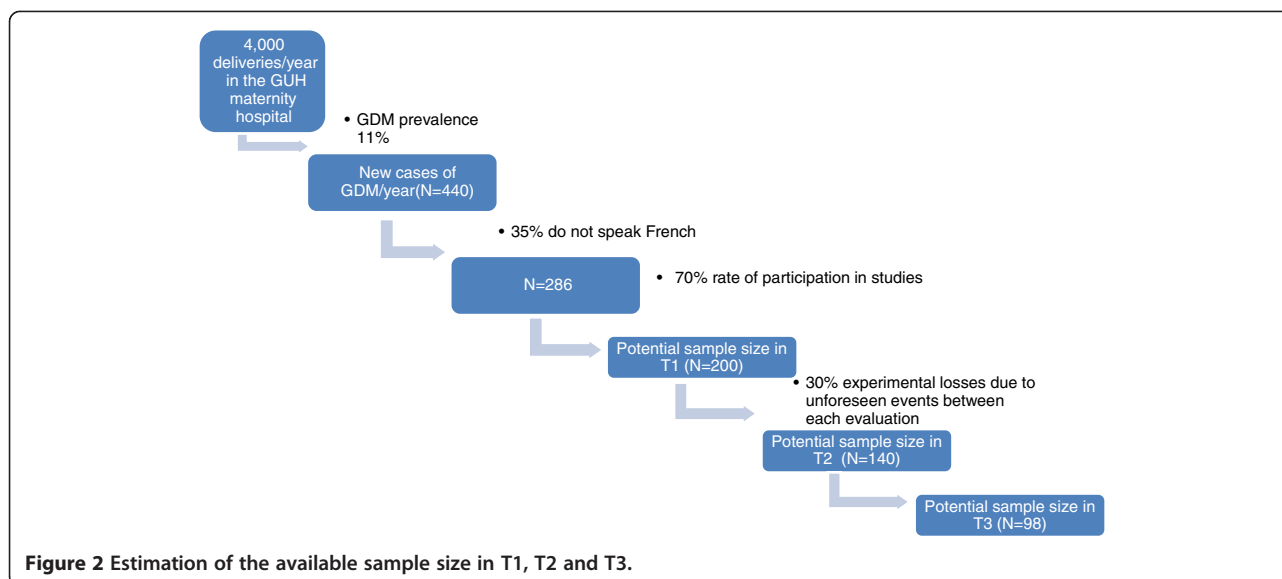 4,000
deliveries/year
in the GUH
maternity
hospital
• GDM prevalence
11%
New cases of
GDM/year(N=440)
• 35% do not speak French
N=286
• 70% rate of participation in studies
Potential sample size in
T1 (N=200)
• 30% experimental losses due to
unforeseen events between
each evaluation
Potential sample size in
T2 (N=140)
Potential sample size in
T3 (N=98)
Figure 2 Estimation of the available sample size in T1, T2 and T3.